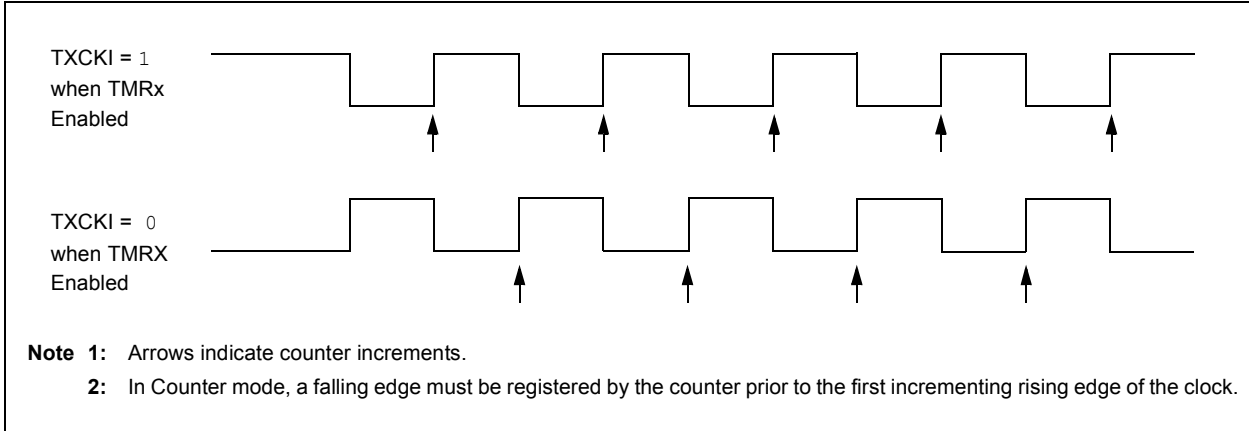 TXCKI = 1
when TMRx
Enabled
TXCKI = 0
when TMRX
Enabled
Note 1: Arrows indicate counter increments.
2: In Counter mode, a falling edge must be registered by the counter prior to the first incrementing rising edge of the clock.